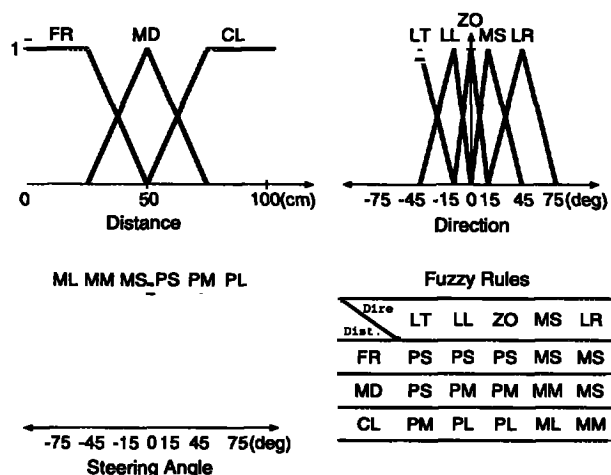 FR MD CL
1
0 50 100(cm)
Distance
ZO
LT LL MS LR
-75 -45 -15 0 15 45 75(deg)
Direction
ML MM MS PS PM PL
-75 -45 -15 0 15 45 75(deg)
Steering Angle
Fuzzy Rules
Dire
Dist. LT LL ZO MS LR
FR PS PS PS MS MS
MD PS PM PM MM MS
CL PM PL PL ML MM